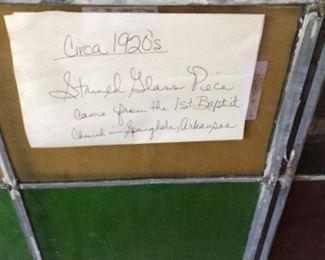 Circa 1920's
Stained Glass Piece
came from the 1st Baptist
Church in Springdale, Arkansas